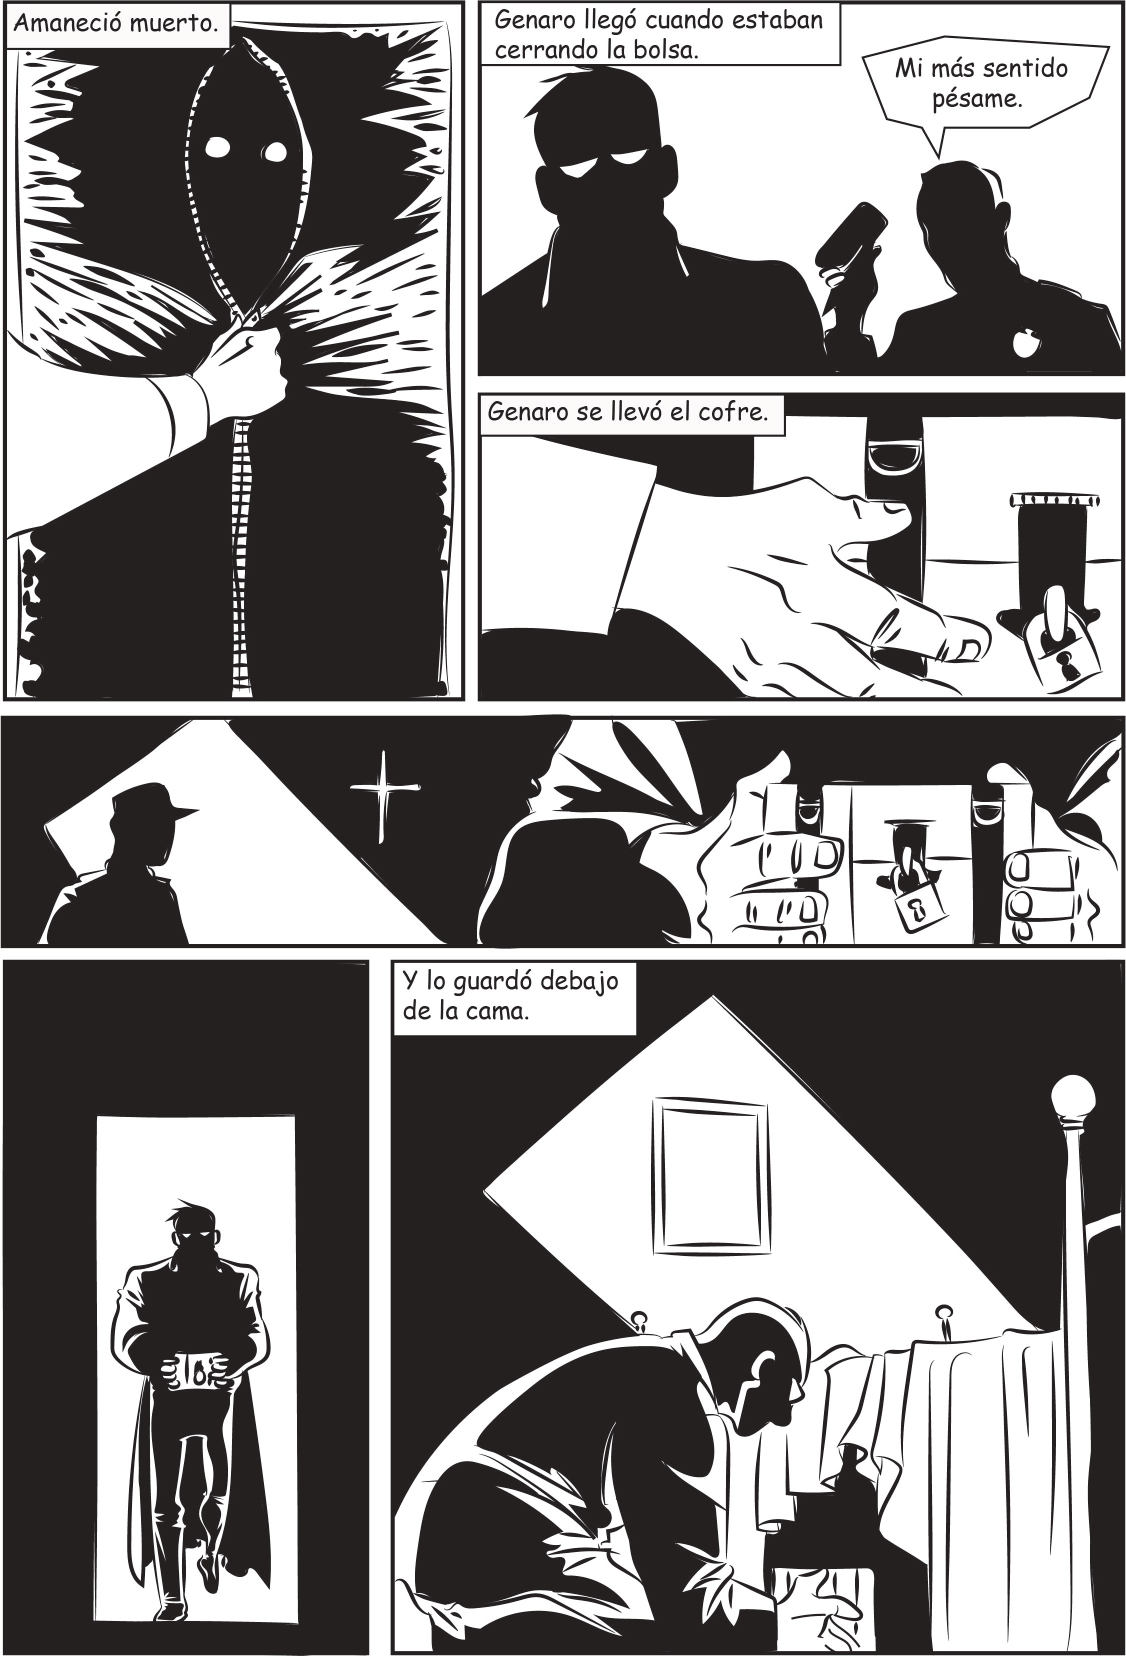 Amaneció muerto.
Genaro llegó cuando estaban
cerrando la bolsa.
Mi más sentido
pésame.
Genaro se llevó el cofre.
Y lo guardó debajo
de la cama.